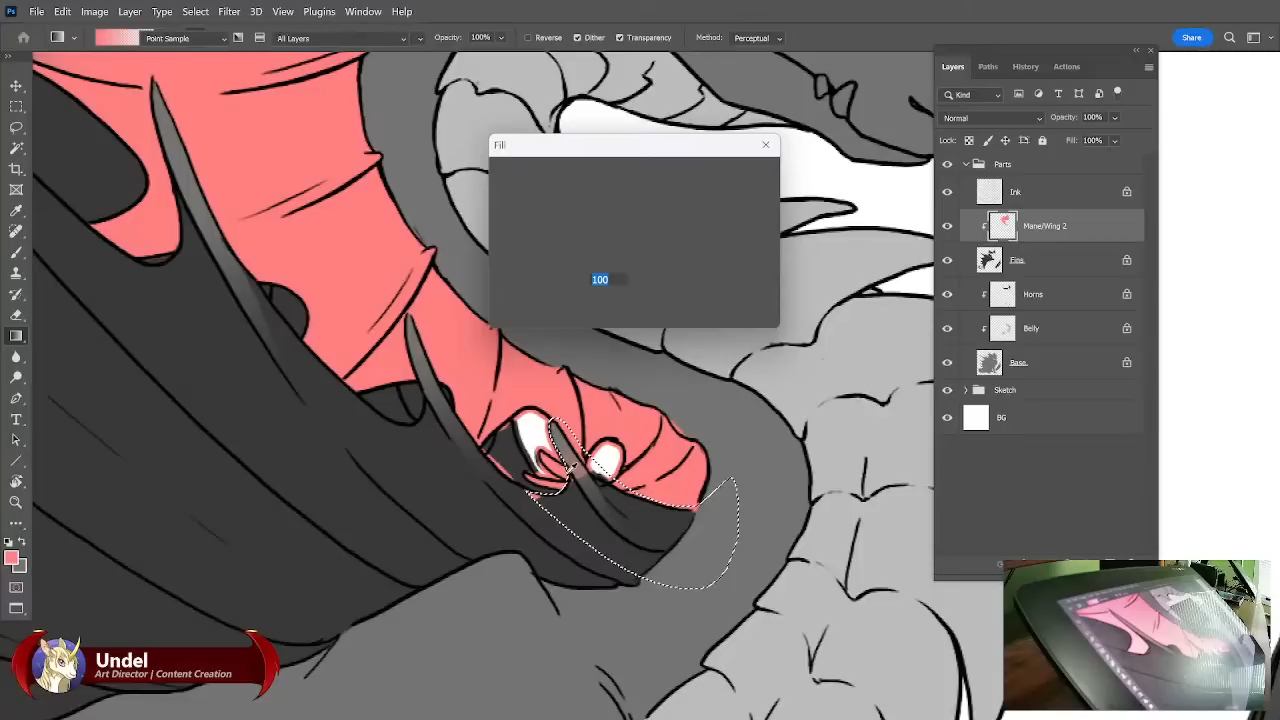 Ps File Edit Image Layer Type Select Filter 3D View Plugins Window Help
Point Sample All Layers Opacity: 100% Reverse Dither Transparency Method: Perceptual Share
Layers Paths History Actions
Kind
Normal Opacity: 100%
Lock: Fill: 100%
Parts
Ink
Mane/Wing 2
Fins
Horns
Belly
Base
Sketch
BG
Fill
100
Undel
Art Director | Content Creation